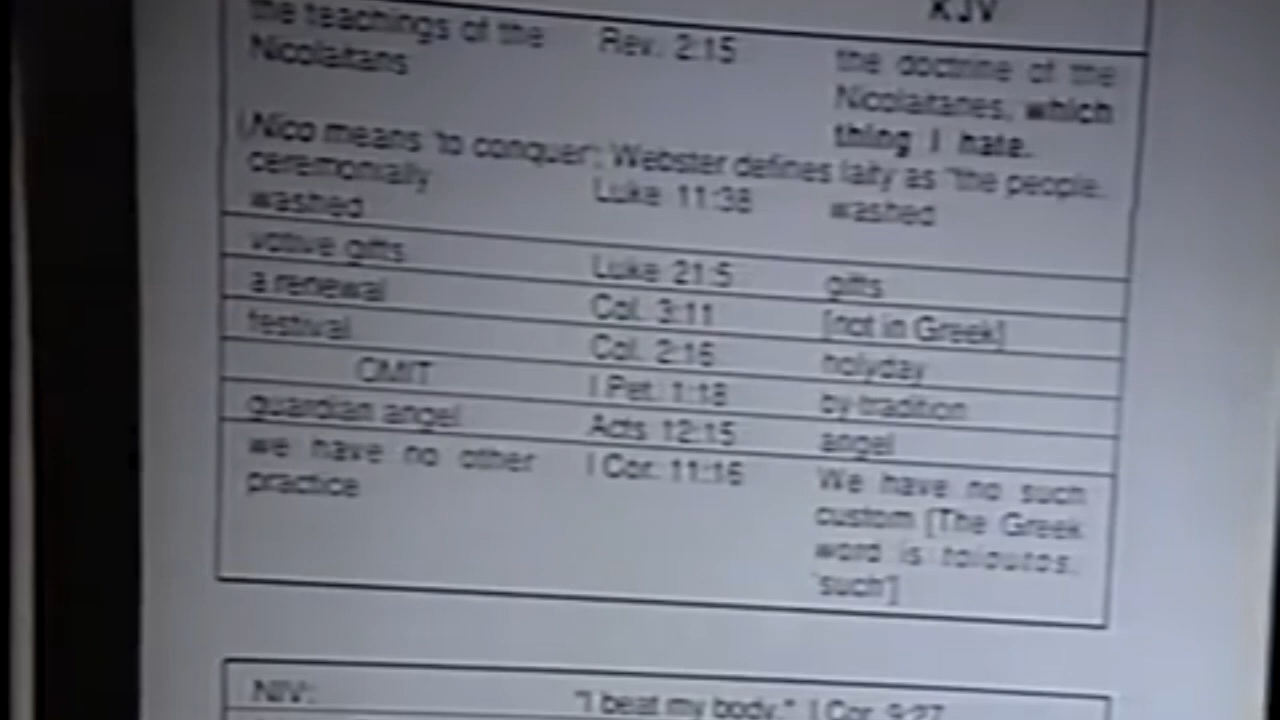 KJV
the teachings of the Rev. 2:15 the doctrine of the
Nicolaitans Nicolaitanes, which
thing I hate.
(Nico means 'to conquer'; Webster defines laity as "the people.
ceremonially Luke 11:38 washed
washed
votive gifts Luke 21:5 gifts
a renewal Col. 3:11 [not in Greek]
festival Col. 2:16 holyday
OMIT I Pet. 1:18 by tradition
guardian angel Acts 12:15 angel
we have no other I Cor. 11:16 We have no such
practice custom [The Greek
word is toioutos,
'such']
NIV: "I beat my body," I Cor. 9:27